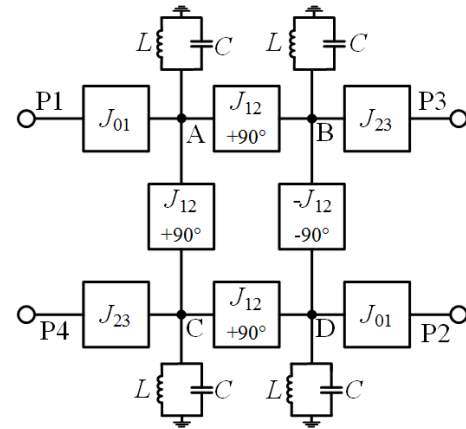 L C L C
P1 J₀₁ A J₁₂ +90° B J₂₃ P3
J₁₂ +90° -J₁₂ -90°
P4 J₂₃ C J₁₂ +90° D J₀₁ P2
L C L C